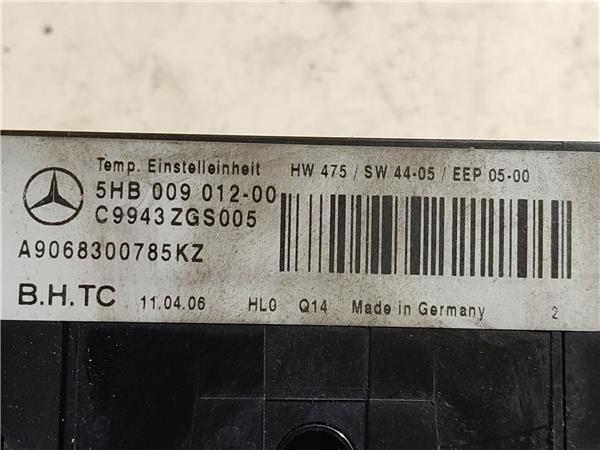 Temp. Einstelleinheit HW 475 / SW 44-05 / EEP 05-00
5HB 009 012-00
C9943ZGS005
A9068300785KZ
B.H.TC 11.04.06 HL0 Q14 Made in Germany 2